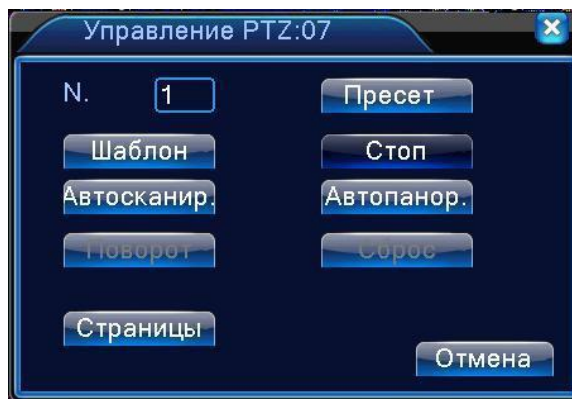 Управление PTZ:07
N. 1 Пресет
Шаблон Стоп
Автосканир. Автопанор.
Поворот Сброс
Страницы
Отмена